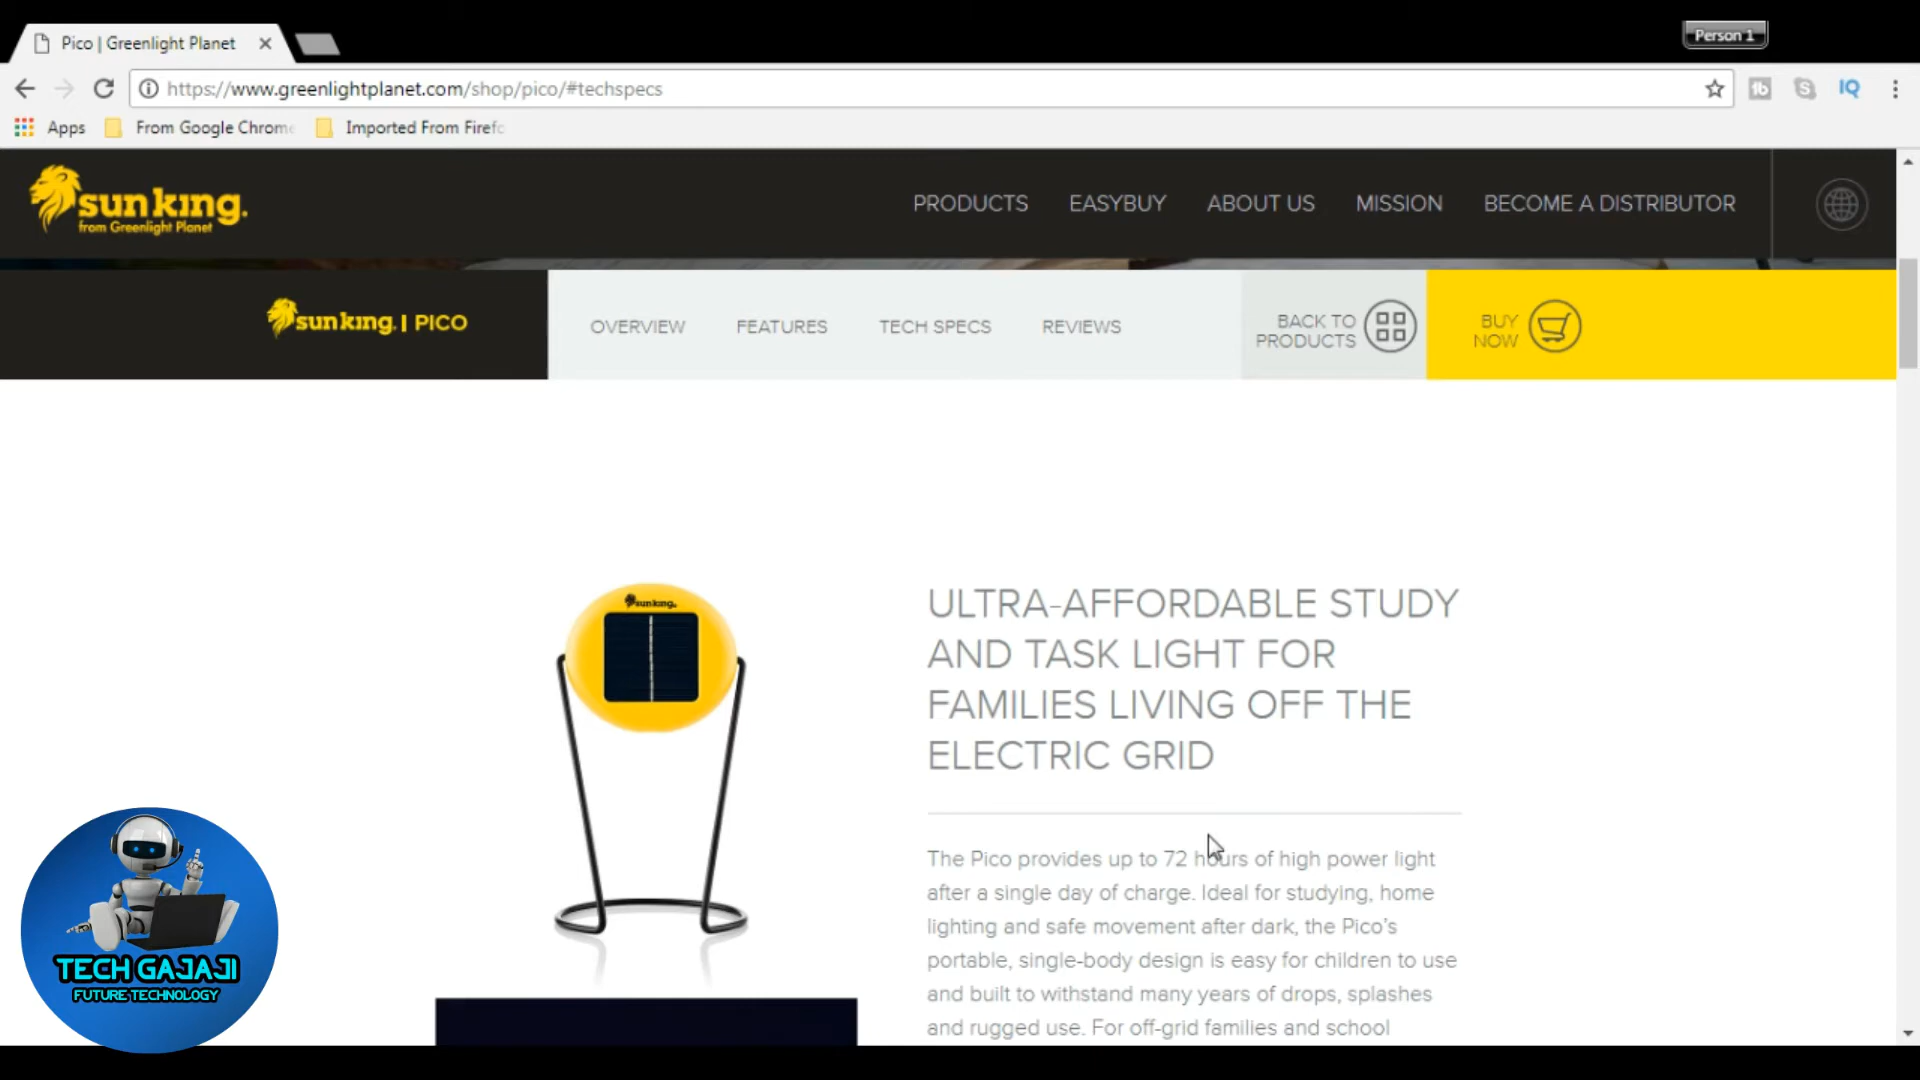 Pico | Greenlight Planet
Person 1
https://www.greenlightplanet.com/shop/pico/#techspecs
Apps
From Google Chrome
Imported From Firefo
sun king.
from Greenlight Planet
PRODUCTS
EASYBUY
ABOUT US
MISSION
BECOME A DISTRIBUTOR
sunking. | PICO
OVERVIEW
FEATURES
TECH SPECS
REVIEWS
BACK TO
PRODUCTS
BUY
NOW
sunking.
ULTRA-AFFORDABLE STUDY
AND TASK LIGHT FOR
FAMILIES LIVING OFF THE
ELECTRIC GRID
The Pico provides up to 72 hours of high power light
after a single day of charge. Ideal for studying, home
lighting and safe movement after dark, the Pico’s
portable, single-body design is easy for children to use
and built to withstand many years of drops, splashes
and rugged use. For off-grid families and school
TECH GAJAJI
FUTURE TECHNOLOGY